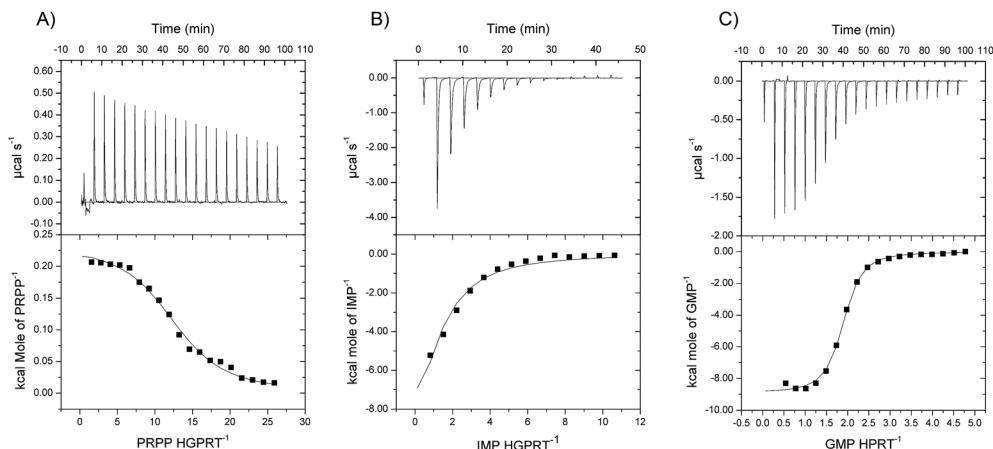 A)
Time (min)
-10 0 10 20 30 40 50 60 70 80 90 100 110
0.60
0.50
0.40
0.30
0.20
0.10
0.00
-0.10
µcal s⁻¹
0.25
0.20
0.15
0.10
0.05
0.00
kcal Mole of PRPP⁻¹
0 5 10 15 20 25 30
PRPP HGPRT⁻¹
B)
Time (min)
0 10 20 30 40 50
0.00
-1.00
-2.00
-3.00
-4.00
µcal s⁻¹
0.00
-2.00
-4.00
-6.00
-8.00
kcal mole of IMP⁻¹
0 2 4 6 8 10 12
IMP HGPRT⁻¹
C)
Time (min)
-10 0 10 20 30 40 50 60 70 80 90 100 110
0.00
-0.50
-1.00
-1.50
-2.00
µcal s⁻¹
0.00
-2.00
-4.00
-6.00
-8.00
-10.00
kcal mole of GMP⁻¹
-0.5 0.0 0.5 1.0 1.5 2.0 2.5 3.0 3.5 4.0 4.5 5.0
GMP HPRT⁻¹